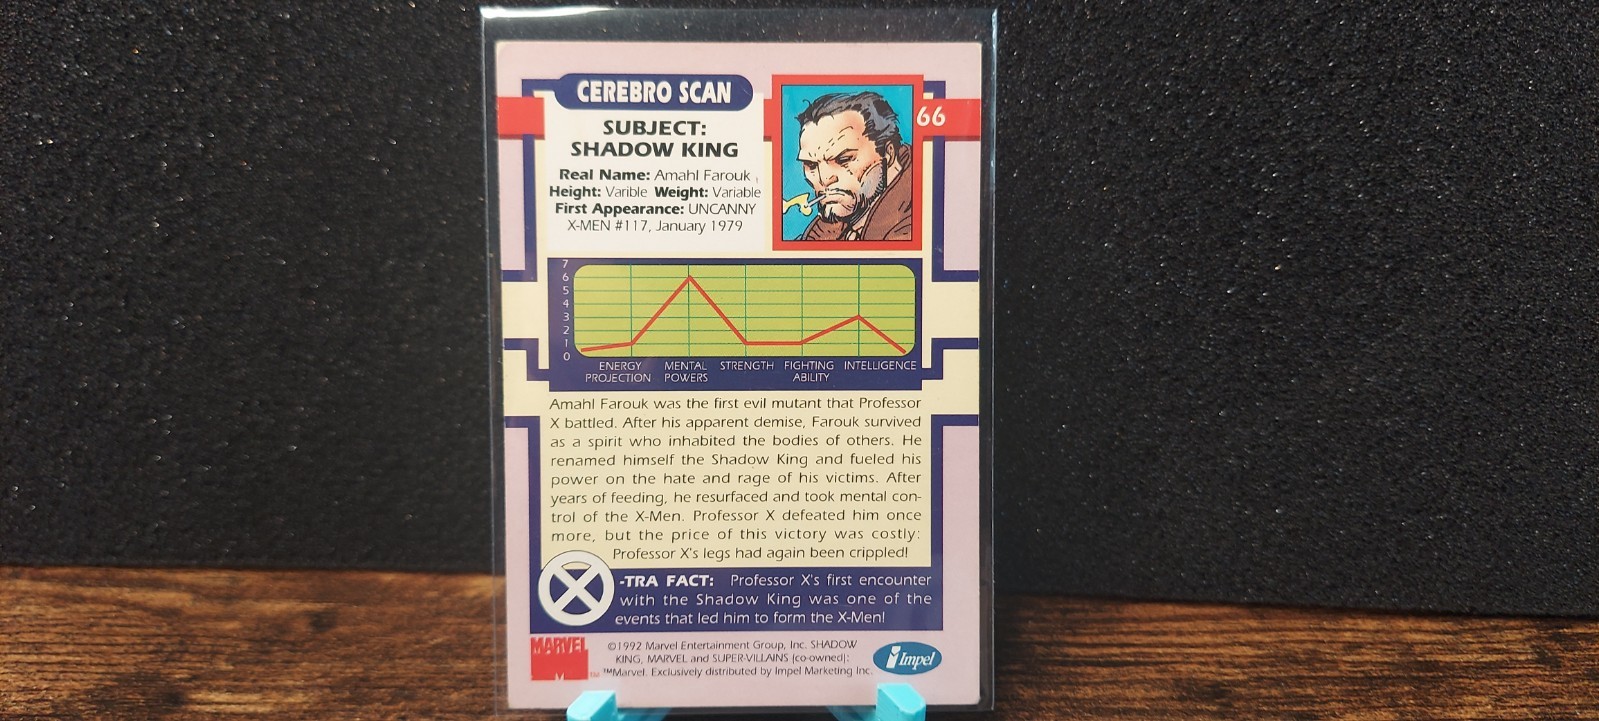 CEREBRO SCAN
66
SUBJECT:
SHADOW KING
Real Name: Amahl Farouk
Height: Varible Weight: Variable
First Appearance: UNCANNY
X-MEN #117, January 1979
7
6
5
4
3
2
1
0
ENERGY PROJECTION
MENTAL POWERS
STRENGTH
FIGHTING ABILITY
INTELLIGENCE
Amahl Farouk was the first evil mutant that Professor
X battled. After his apparent demise, Farouk survived
as a spirit who inhabited the bodies of others. He
renamed himself the Shadow King and fueled his
power on the hate and rage of his victims. After
years of feeding, he resurfaced and took mental con-
trol of the X-Men. Professor X defeated him once
more, but the price of this victory was costly:
Professor X's legs had again been crippled!
X-TRA FACT: Professor X's first encounter
with the Shadow King was one of the
events that led him to form the X-Men!
MARVEL
M
TM
©1992 Marvel Entertainment Group, Inc. SHADOW
KING, MARVEL and SUPER-VILLAINS (co-owned):
™Marvel. Exclusively distributed by Impel Marketing Inc.
Impel